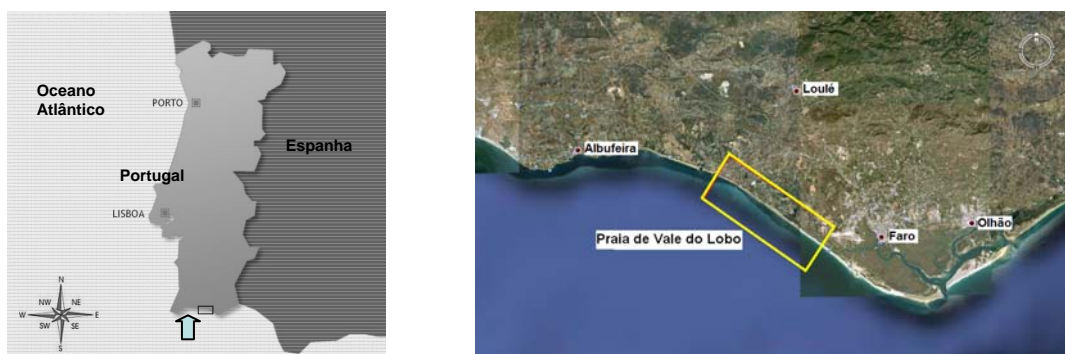 Oceano
Atlântico
PORTO
Espanha
Portugal
LISBOA
N
NW
NE
W
E
SW
SE
S
Loulé
Albufeira
Praia de Vale do Lobo
Faro
Olhão